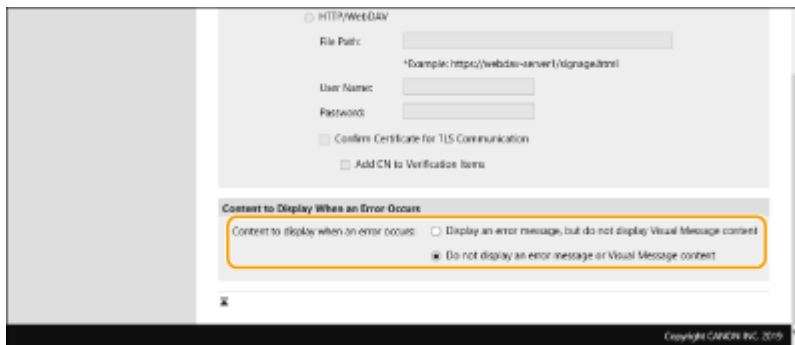 HTTP/WebDAV
File Path:
*Example: https://webdav-server1/signage.html
User Name:
Password:
Confirm Certificate for TLS Communication
Add CN to Verification Items
Content to Display When an Error Occurs
Content to display when an error occurs: Display an error message, but do not display Visual Message content
Do not display an error message or Visual Message content
Copyright CANON INC. 2019